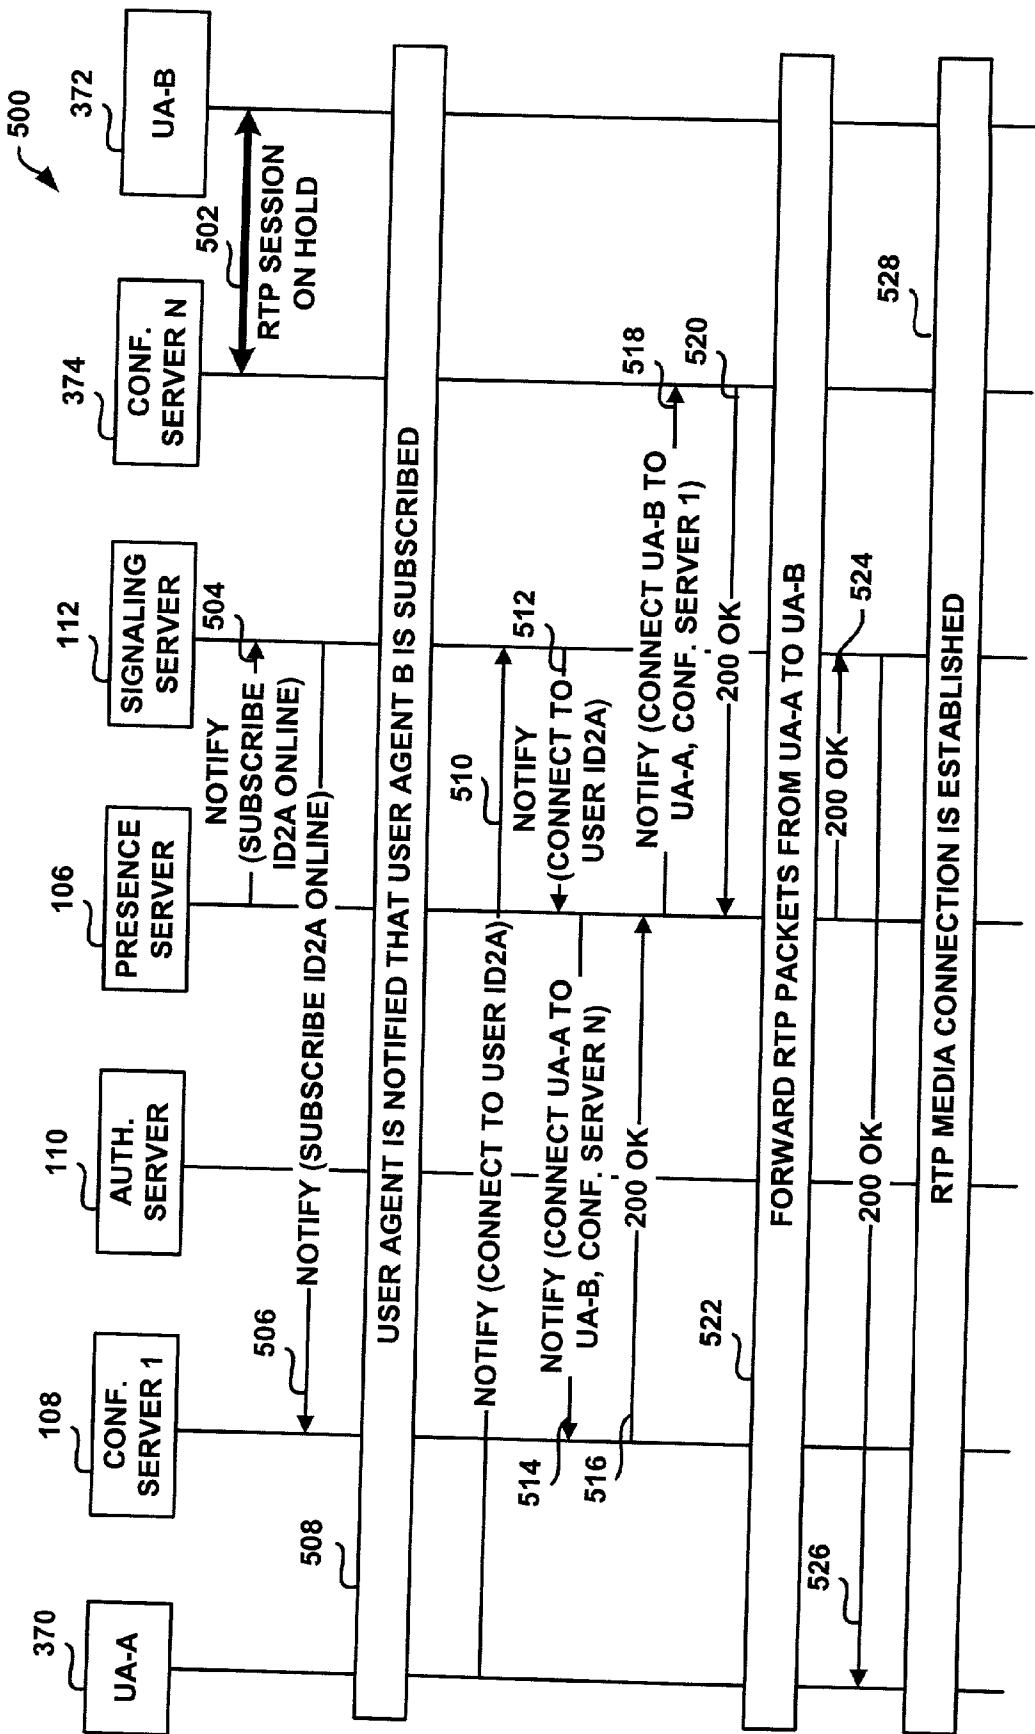 500
370
108
110
106
112
374
372
UA-A
CONF.
SERVER 1
AUTH.
SERVER
PRESENCE
SERVER
SIGNALING
SERVER
CONF.
SERVER N
UA-B
502
RTP SESSION
ON HOLD
NOTIFY
(SUBSCRIBE
ID2A ONLINE)
504
506
NOTIFY (SUBSCRIBE ID2A ONLINE)
508
USER AGENT IS NOTIFIED THAT USER AGENT B IS SUBSCRIBED
NOTIFY (CONNECT TO USER ID2A)
510
NOTIFY
(CONNECT TO
USER ID2A)
512
514
NOTIFY (CONNECT UA-A TO
UA-B, CONF. SERVER N)
516
200 OK
NOTIFY (CONNECT UA-B TO
UA-A, CONF. SERVER 1)
518
200 OK
520
522
FORWARD RTP PACKETS FROM UA-A TO UA-B
200 OK
524
526
200 OK
528
RTP MEDIA CONNECTION IS ESTABLISHED